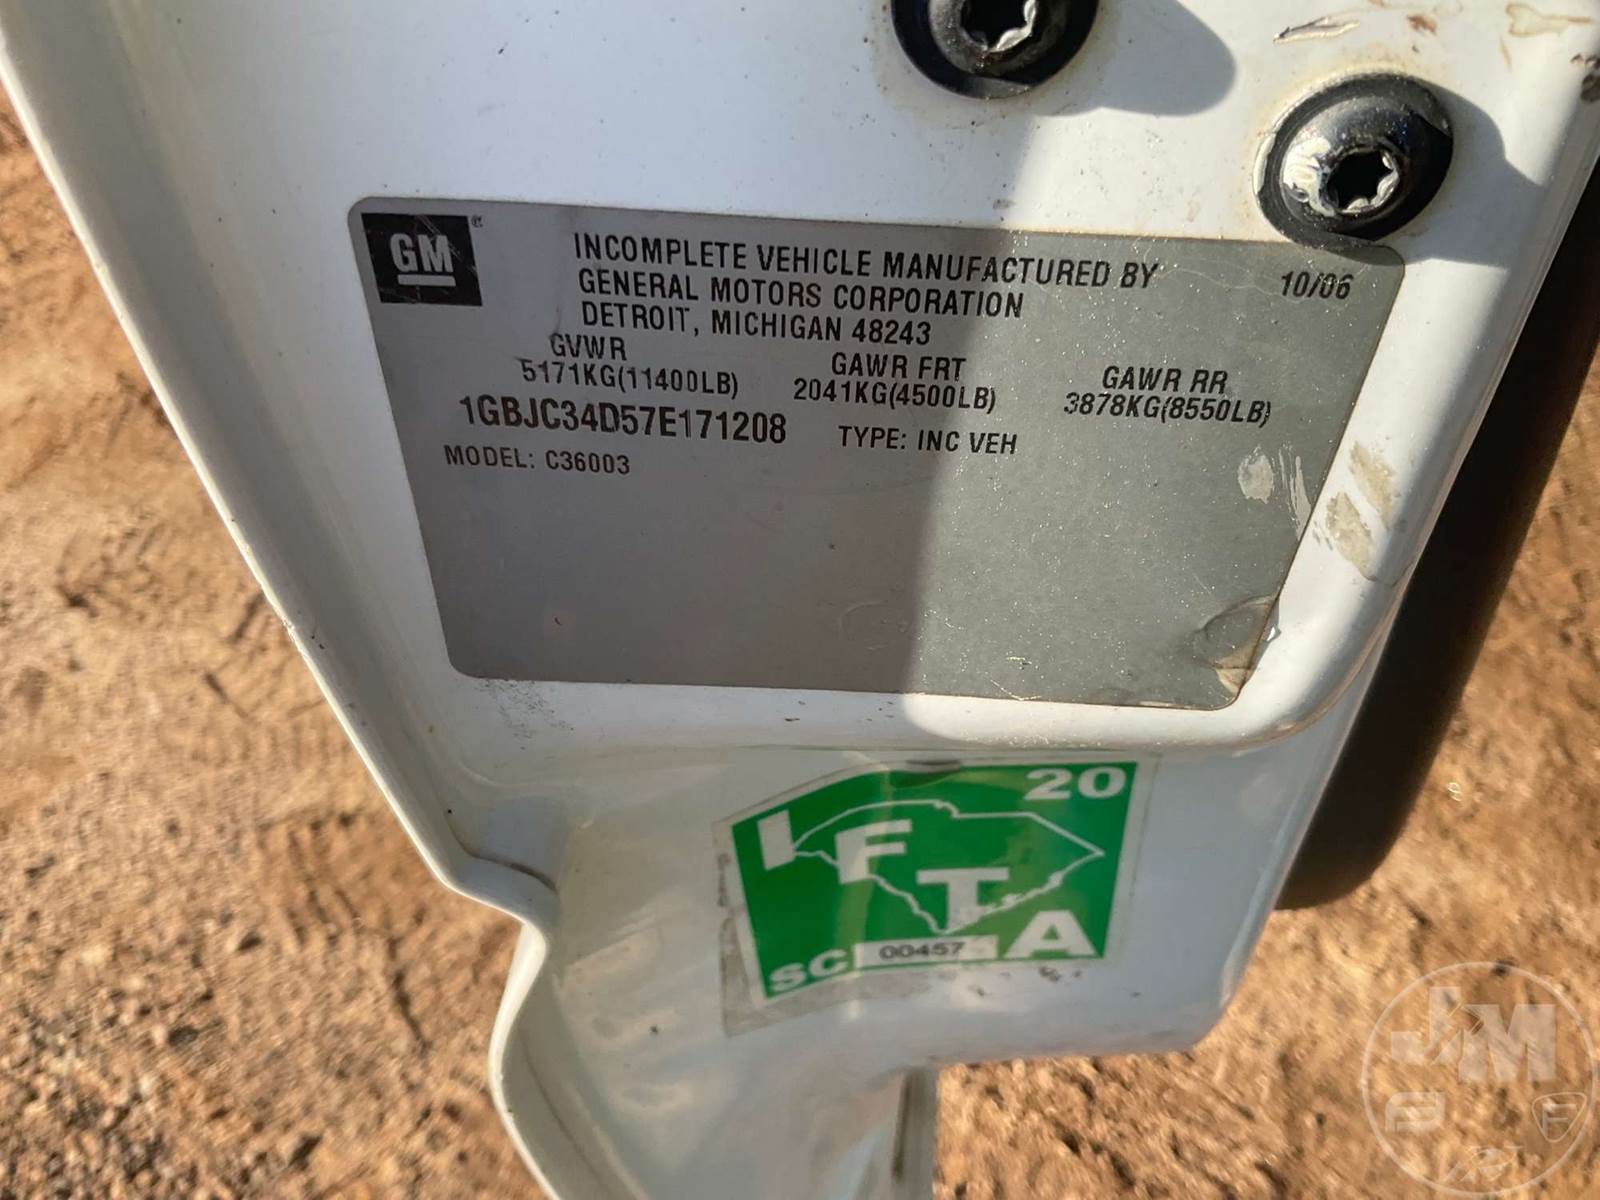 GM ®
INCOMPLETE VEHICLE MANUFACTURED BY 10/06
GENERAL MOTORS CORPORATION
DETROIT, MICHIGAN 48243
GVWR GAWR FRT GAWR RR
5171KG(11400LB) 2041KG(4500LB) 3878KG(8550LB)
1GBJC34D57E171208 TYPE: INC VEH
MODEL: C36003
20
IFTA
SC 00457
JM